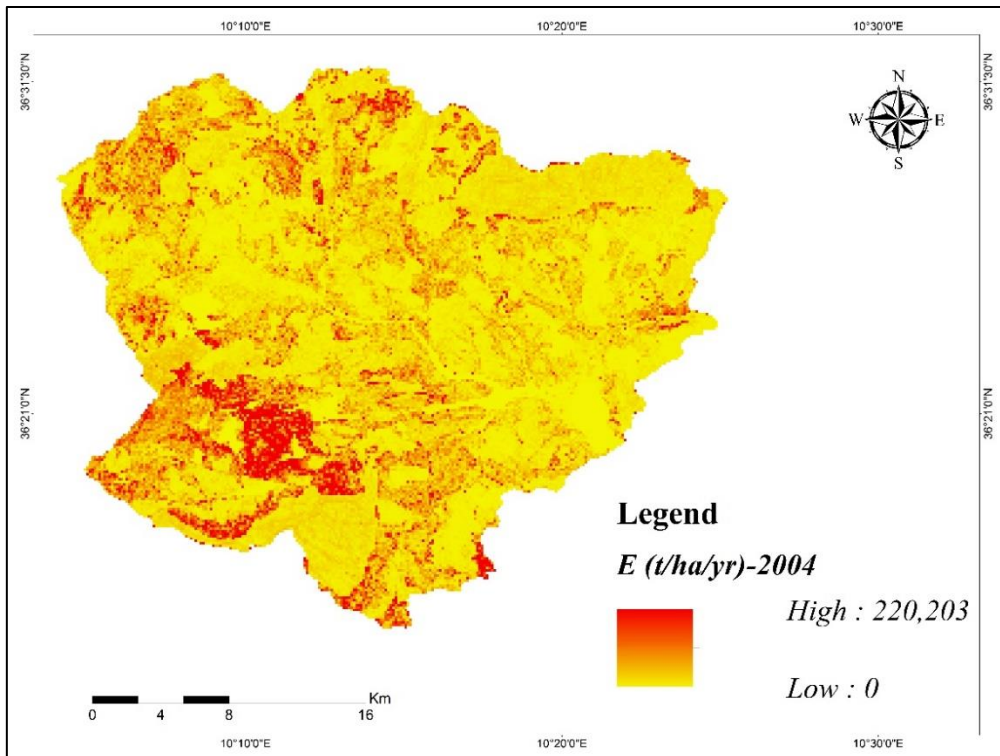 10°10'0"E 10°20'0"E 10°30'0"E
36°31'30"N 36°31'30"N
N
W E
S
36°21'0"N 36°21'0"N
Legend
E (t/ha/yr)-2004
High : 220,203
Low : 0
Km
0 4 8 16
10°10'0"E 10°20'0"E 10°30'0"E